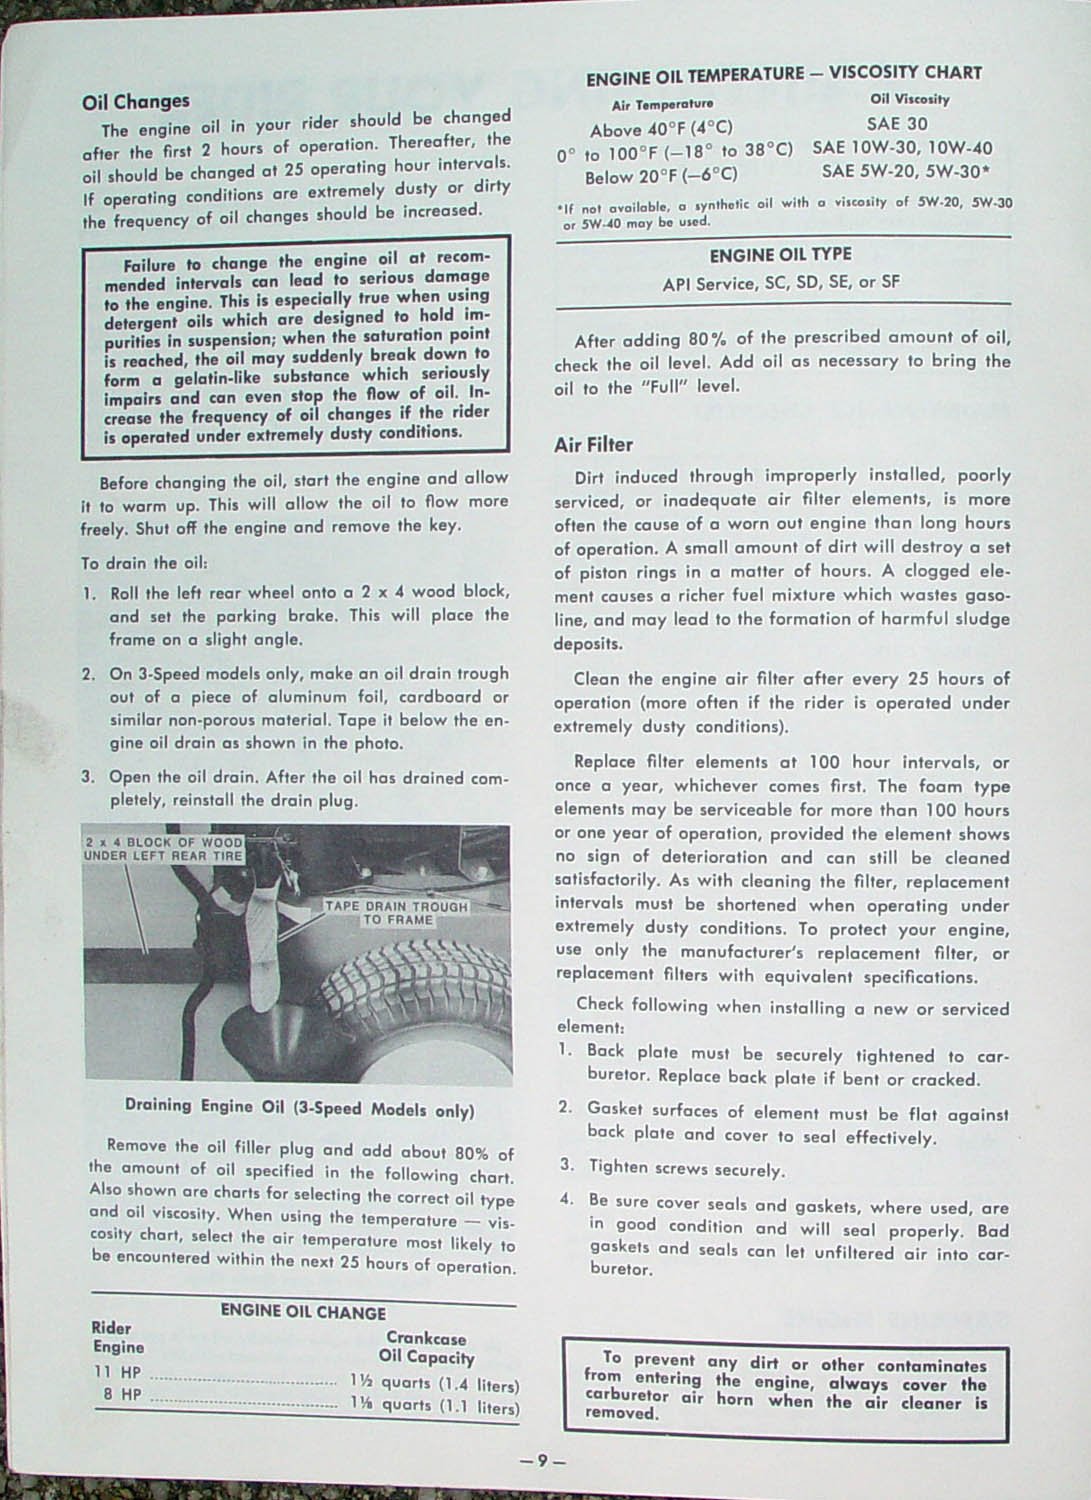 Oil Changes
The engine oil in your rider should be changed
after the first 2 hours of operation. Thereafter, the
oil should be changed at 25 operating hour intervals.
If operating conditions are extremely dusty or dirty
the frequency of oil changes should be increased.
Failure to change the engine oil at recom-
mended intervals can lead to serious damage
to the engine. This is especially true when using
detergent oils which are designed to hold im-
purities in suspension; when the saturation point
is reached, the oil may suddenly break down to
form a gelatin-like substance which seriously
impairs and can even stop the flow of oil. In-
crease the frequency of oil changes if the rider
is operated under extremely dusty conditions.
Before changing the oil, start the engine and allow
it to warm up. This will allow the oil to flow more
freely. Shut off the engine and remove the key.
To drain the oil:
1. Roll the left rear wheel onto a 2 x 4 wood block,
and set the parking brake. This will place the
frame on a slight angle.
2. On 3-Speed models only, make an oil drain trough
out of a piece of aluminum foil, cardboard or
similar non-porous material. Tape it below the en-
gine oil drain as shown in the photo.
3. Open the oil drain. After the oil has drained com-
pletely, reinstall the drain plug.
2 x 4 BLOCK OF WOOD
UNDER LEFT REAR TIRE
TAPE DRAIN TROUGH
TO FRAME
Draining Engine Oil (3-Speed Models only)
Remove the oil filler plug and add about 80% of
the amount of oil specified in the following chart.
Also shown are charts for selecting the correct oil type
and oil viscosity. When using the temperature — vis-
cosity chart, select the air temperature most likely to
be encountered within the next 25 hours of operation.
ENGINE OIL CHANGE
Rider Engine Crankcase Oil Capacity
11 HP ........................................ 1½ quarts (1.4 liters)
8 HP ........................................ 1⅛ quarts (1.1 liters)
ENGINE OIL TEMPERATURE — VISCOSITY CHART
Air Temperature Oil Viscosity
Above 40°F (4°C) SAE 30
0° to 100°F (—18° to 38°C) SAE 10W-30, 10W-40
Below 20°F (—6°C) SAE 5W-20, 5W-30*
*If not available, a synthetic oil with a viscosity of 5W-20, 5W-30
or 5W-40 may be used.
ENGINE OIL TYPE
API Service, SC, SD, SE, or SF
After adding 80% of the prescribed amount of oil,
check the oil level. Add oil as necessary to bring the
oil to the "Full" level.
Air Filter
Dirt induced through improperly installed, poorly
serviced, or inadequate air filter elements, is more
often the cause of a worn out engine than long hours
of operation. A small amount of dirt will destroy a set
of piston rings in a matter of hours. A clogged ele-
ment causes a richer fuel mixture which wastes gaso-
line, and may lead to the formation of harmful sludge
deposits.
Clean the engine air filter after every 25 hours of
operation (more often if the rider is operated under
extremely dusty conditions).
Replace filter elements at 100 hour intervals, or
once a year, whichever comes first. The foam type
elements may be serviceable for more than 100 hours
or one year of operation, provided the element shows
no sign of deterioration and can still be cleaned
satisfactorily. As with cleaning the filter, replacement
intervals must be shortened when operating under
extremely dusty conditions. To protect your engine,
use only the manufacturer's replacement filter, or
replacement filters with equivalent specifications.
Check following when installing a new or serviced
element:
1. Back plate must be securely tightened to car-
buretor. Replace back plate if bent or cracked.
2. Gasket surfaces of element must be flat against
back plate and cover to seal effectively.
3. Tighten screws securely.
4. Be sure cover seals and gaskets, where used, are
in good condition and will seal properly. Bad
gaskets and seals can let unfiltered air into car-
buretor.
To prevent any dirt or other contaminates
from entering the engine, always cover the
carburetor air horn when the air cleaner is
removed.
—9—